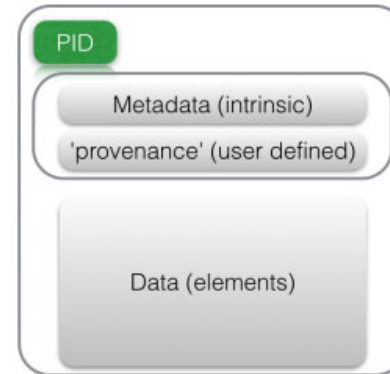 PID
Metadata (intrinsic)
'provenance' (user defined)
Data (elements)